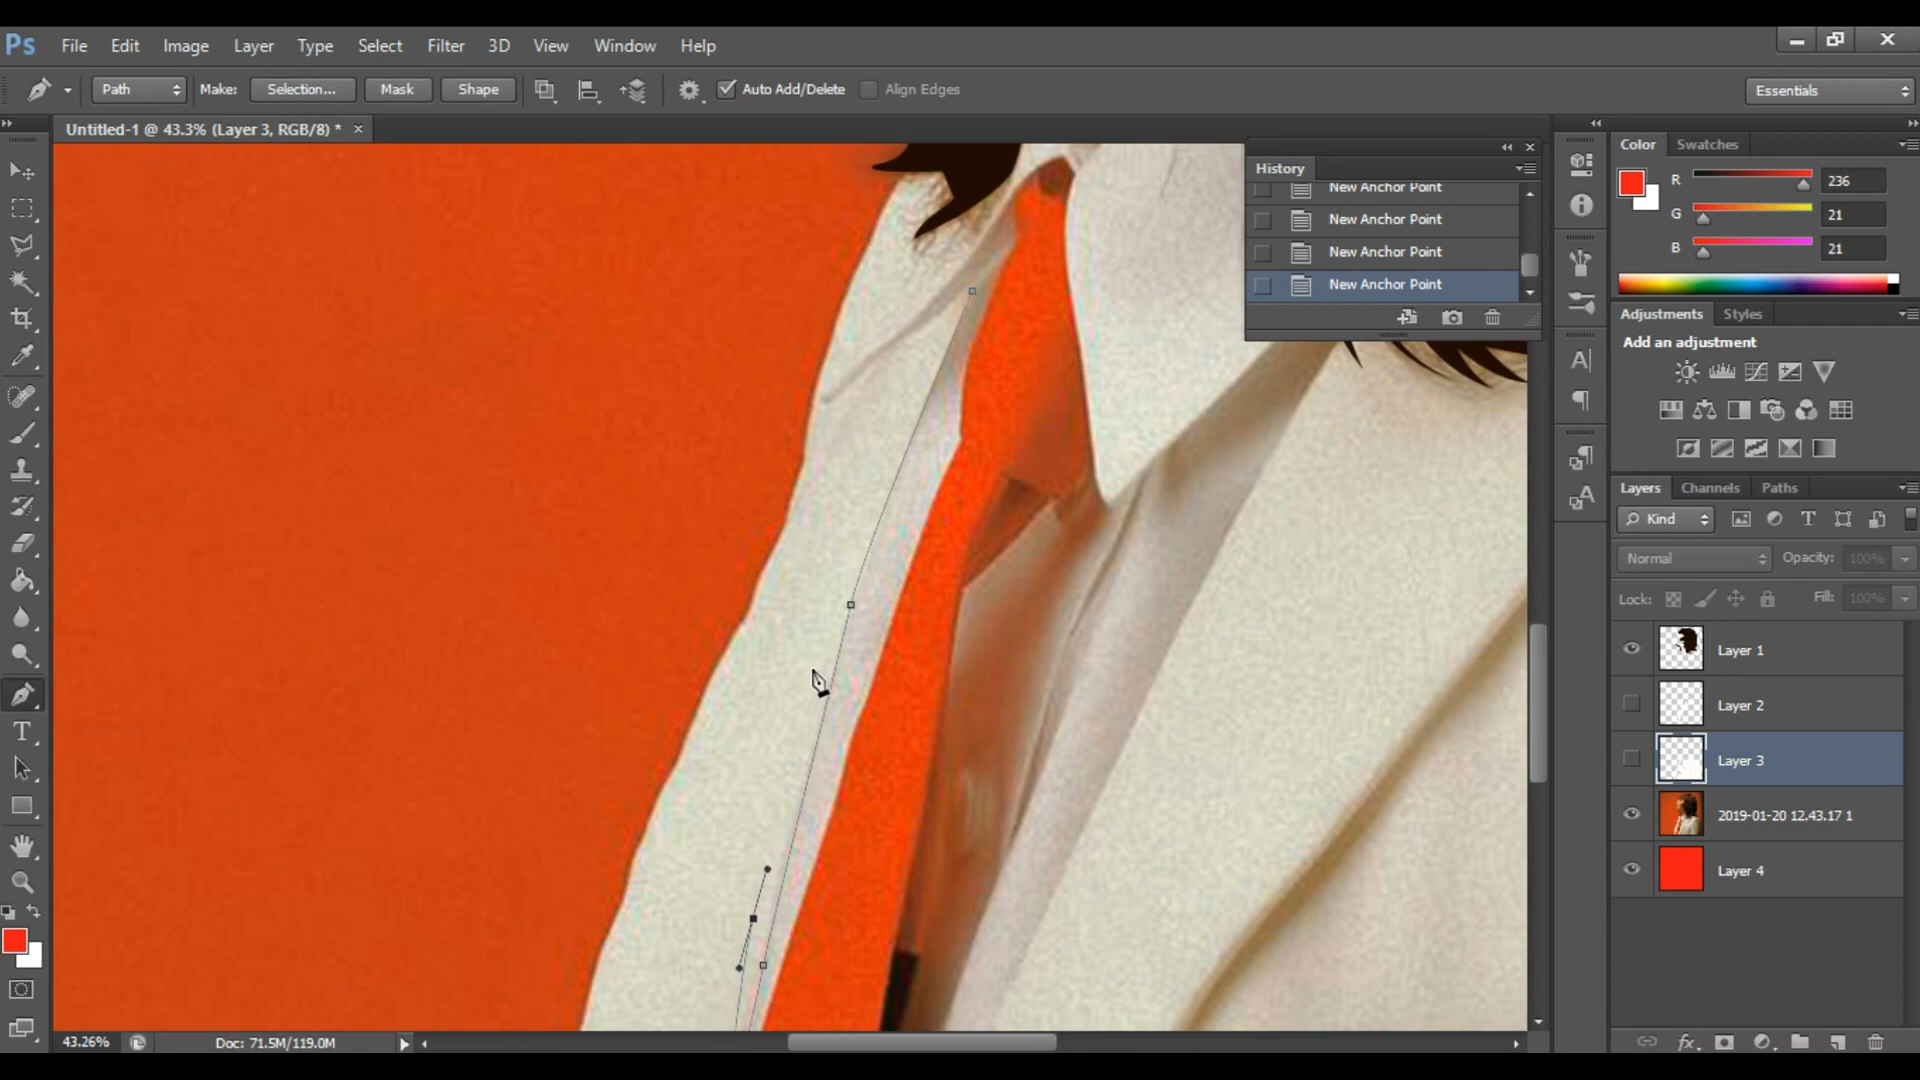 Ps File Edit Image Layer Type Select Filter 3D View Window Help
Path Make: Selection... Mask Shape Auto Add/Delete Align Edges Essentials
Untitled-1 @ 43.3% (Layer 3, RGB/8) *
History
New Anchor Point
New Anchor Point
New Anchor Point
New Anchor Point
Color Swatches
R 236
G 21
B 21
Adjustments Styles
Add an adjustment
Layers Channels Paths
Kind
Normal Opacity: 100%
Lock: Fill: 100%
Layer 1
Layer 2
Layer 3
2019-01-20 12.43.17 1
Layer 4
43.26% Doc: 71.5M/119.0M